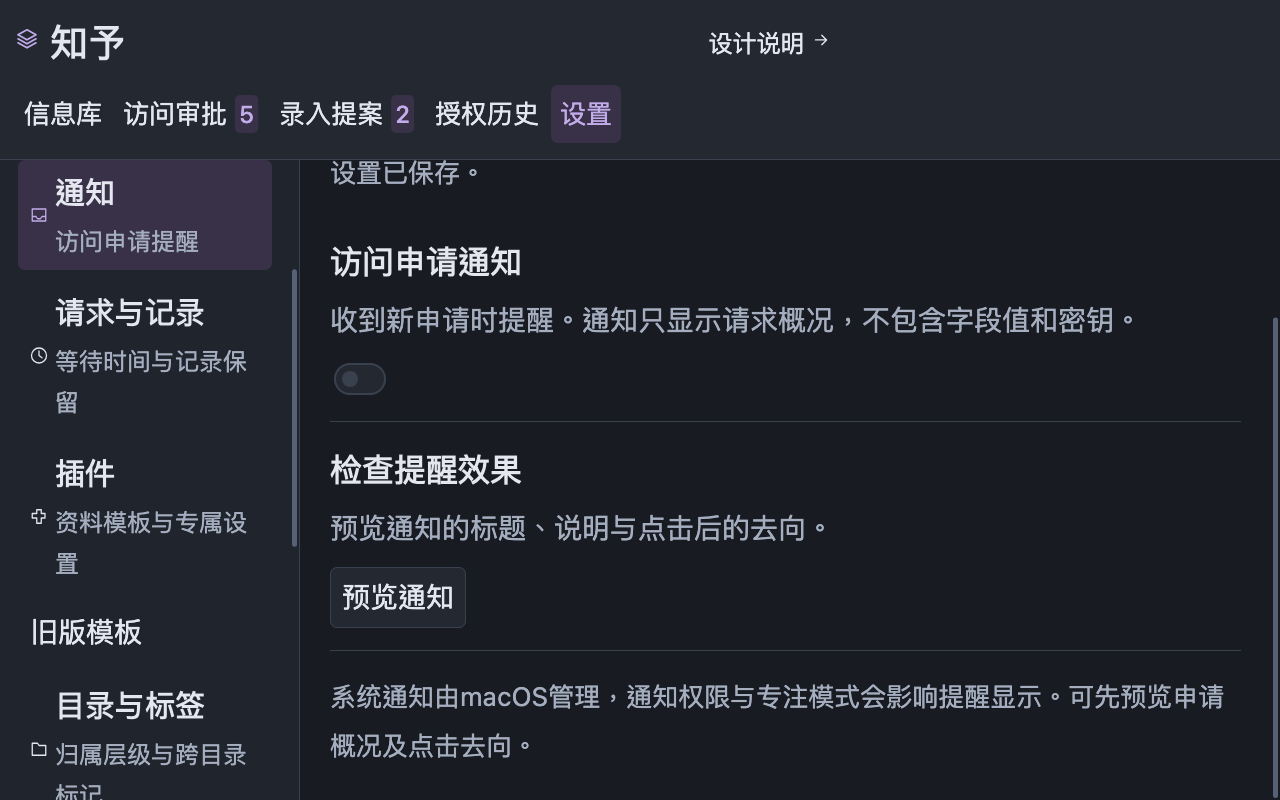 知予
设计说明 →
信息库 访问审批 5 录入提案 2 授权历史 设置
通知
访问申请提醒
请求与记录
等待时间与记录保
留
插件
资料模板与专属设
置
旧版模板
目录与标签
归属层级与跨目录
标记
设置已保存。
访问申请通知
收到新申请时提醒。通知只显示请求概况，不包含字段值和密钥。
检查提醒效果
预览通知的标题、说明与点击后的去向。
预览通知
系统通知由macOS管理，通知权限与专注模式会影响提醒显示。可先预览申请
概况及点击去向。